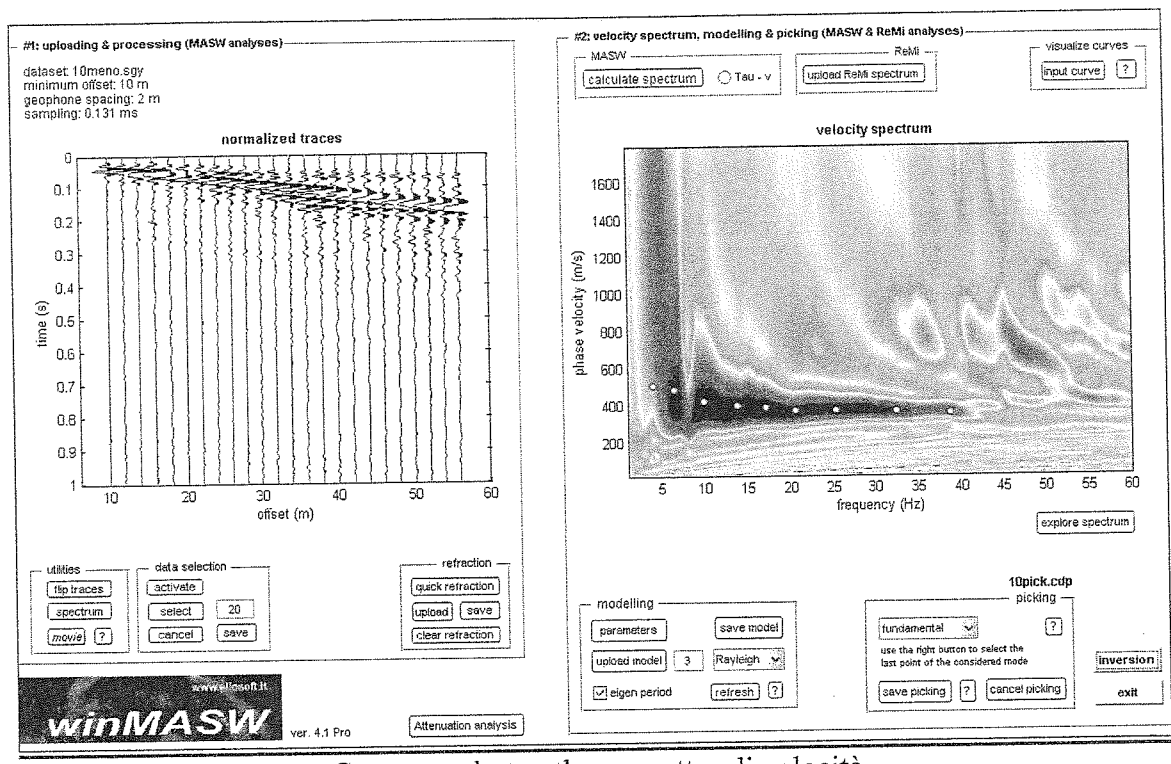 #1: uploading & processing (MASW analyses)
dataset: 10meno.sgy
minimum offset: 10 m
geophone spacing: 2 m
sampling: 0.131 ms
normalized traces
time (s)
0
0.1
0.2
0.3
0.4
0.5
0.6
0.7
0.8
0.9
1
10 20 30 40 50 60
offset (m)
utilities
flip traces
spectrum
movie ?
data selection
activate
select 20
cancel save
refraction
quick refraction
upload save
clear refraction
www.eliosoft.it
winMASW
ver. 4.1 Pro
Attenuation analysis
#2: velocity spectrum, modelling & picking (MASW & ReMi analyses)
MASW
calculate spectrum Tau - v
ReMi
upload ReMi spectrum
visualize curves
input curve ?
velocity spectrum
phase velocity (m/s)
1600
1400
1200
1000
800
600
400
200
5 10 15 20 25 30 35 40 45 50 55 60
frequency (Hz)
explore spectrum
modelling
parameters save model
upload model 3 Rayleigh
eigen period refresh ?
10pick.cdp
picking
fundamental ?
use the right button to select the
last point of the considered mode
save picking ? cancel picking
inversion
exit